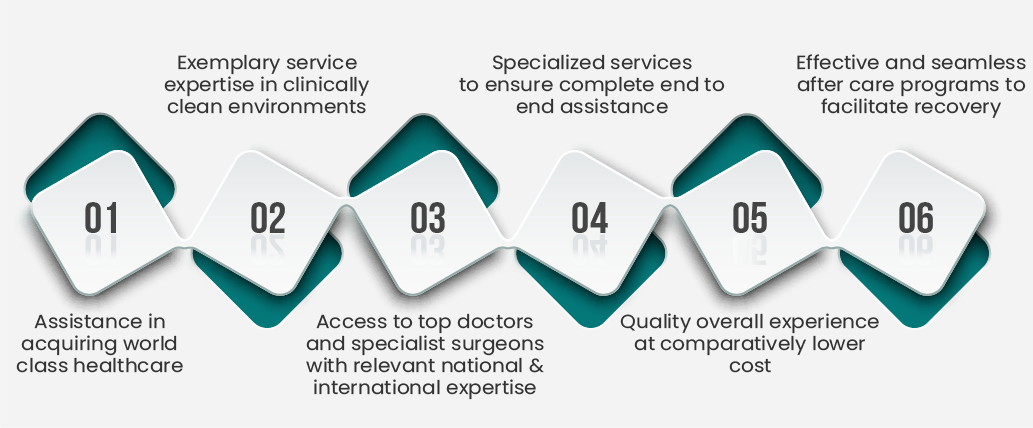 Exemplary service
expertise in clinically
clean environments
Specialized services
to ensure complete end to
end assistance
Effective and seamless
after care programs to
facilitate recovery
01
02
03
04
05
06
Assistance in
acquiring world
class healthcare
Access to top doctors
and specialist surgeons
with relevant national &
international expertise
Quality overall experience
at comparatively lower
cost